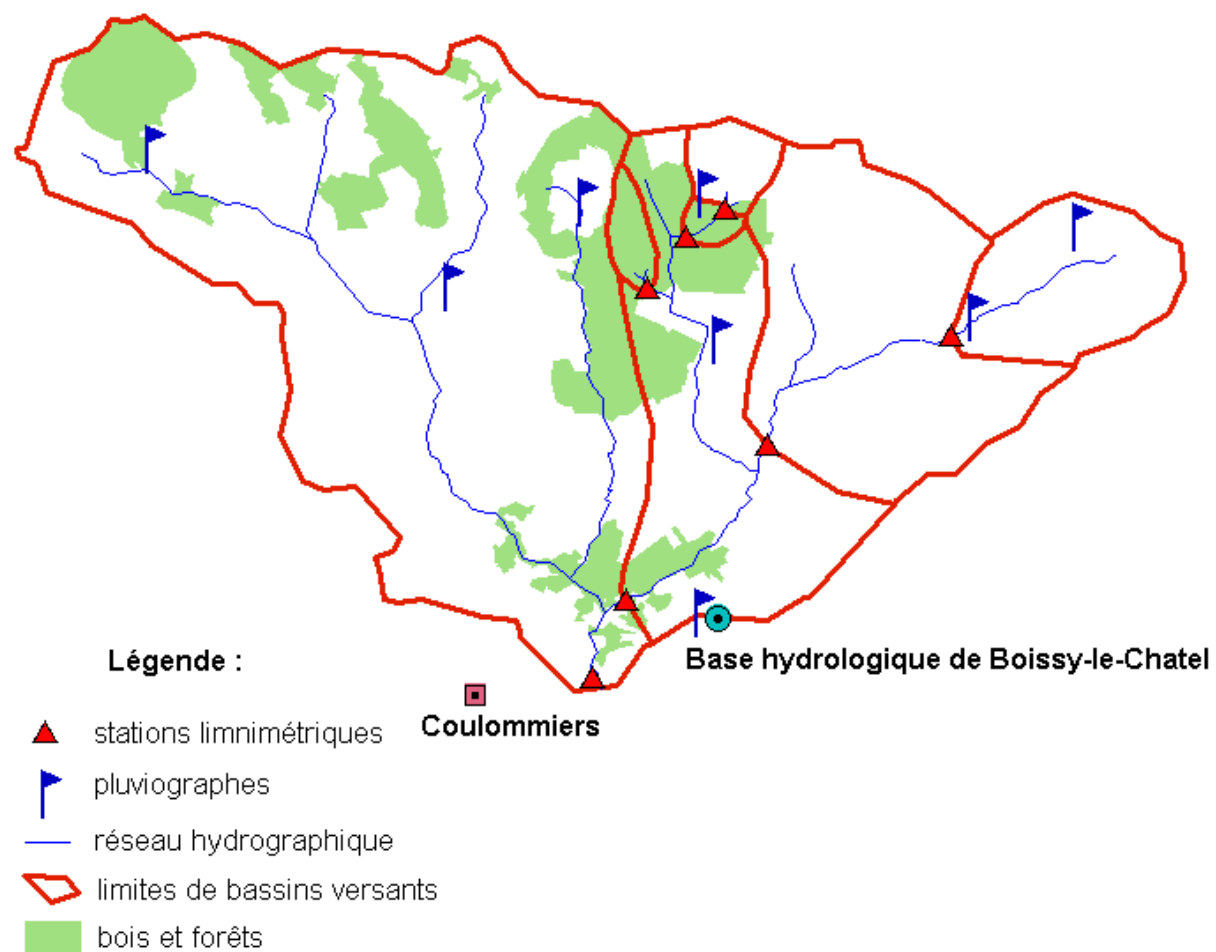 Base hydrologique de Boissy-le-Chatel
Coulommiers
Légende :
stations limnimétriques
pluviographes
réseau hydrographique
limites de bassins versants
bois et forêts